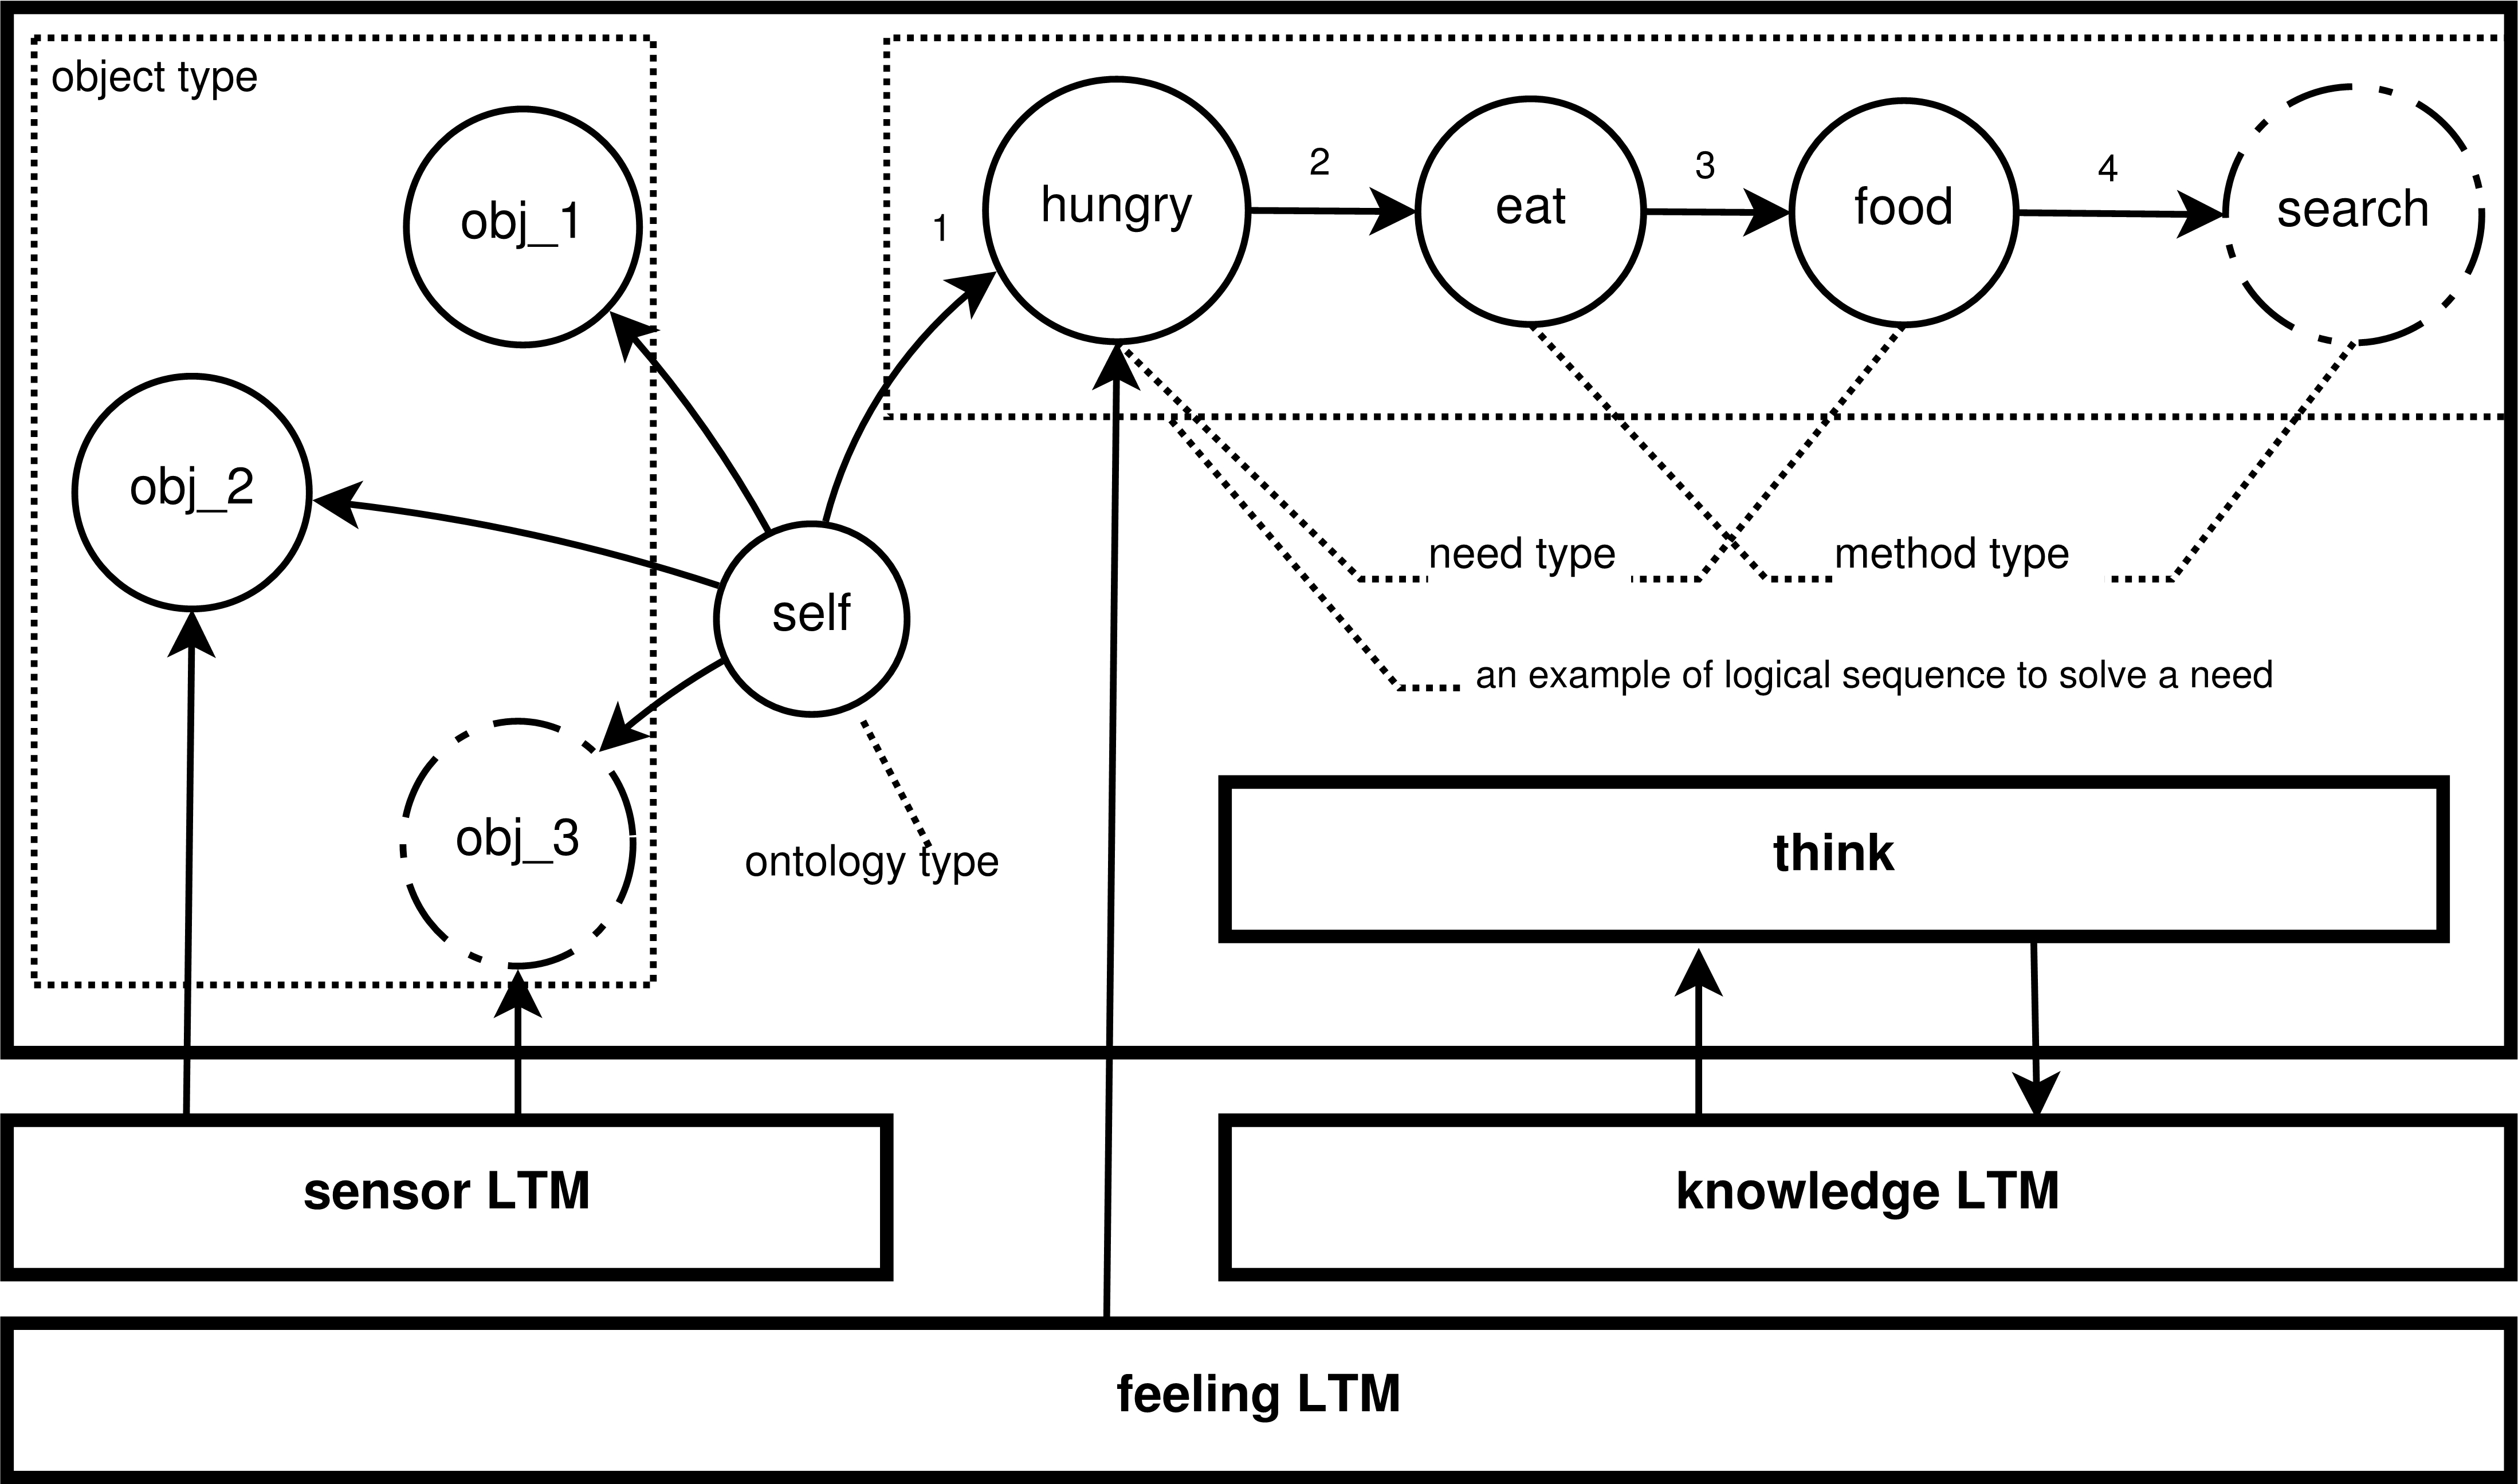 object type
obj_1
1
hungry
2
eat
3
food
4
search
obj_2
self
need type
method type
an example of logical sequence to solve a need
obj_3
ontology type
think
sensor LTM
knowledge LTM
feeling LTM